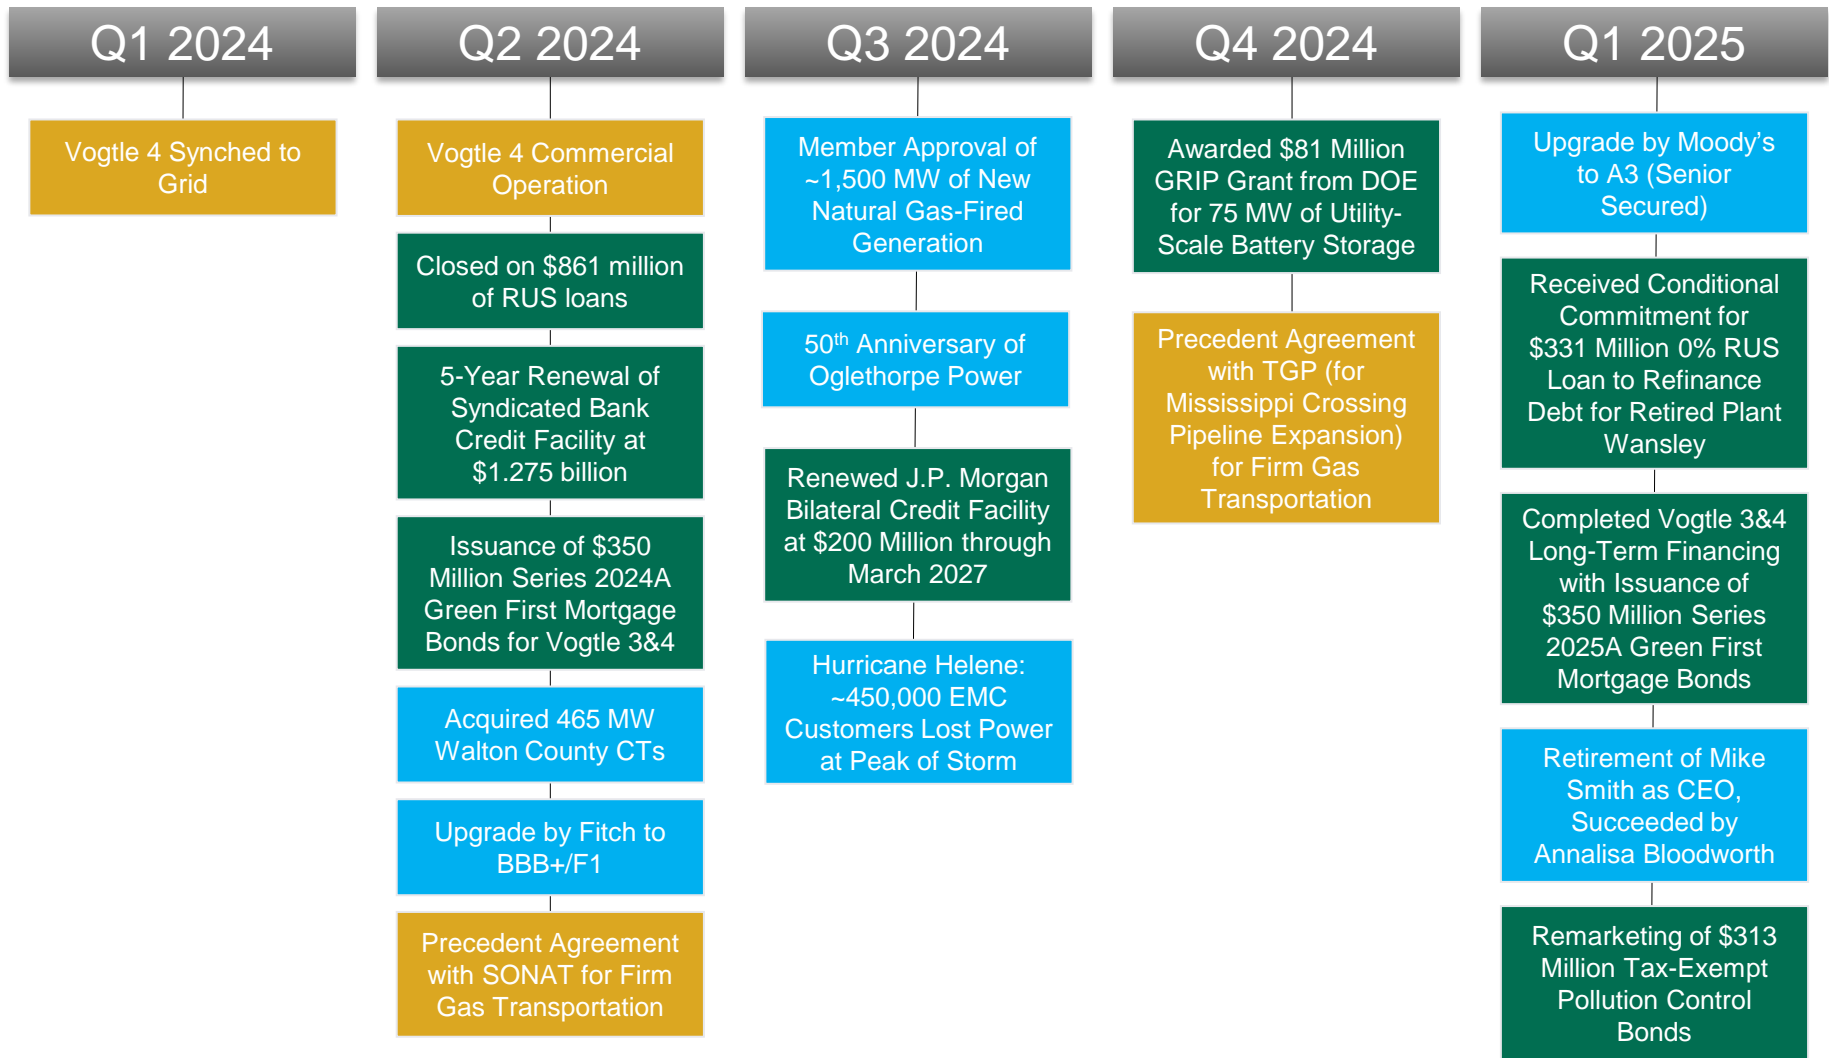 Q1 2024
Vogtle 4 Synched to
Grid
Q2 2024
Vogtle 4 Commercial
Operation
Closed on $861 million
of RUS loans
5-Year Renewal of
Syndicated Bank
Credit Facility at
$1.275 billion
Issuance of $350
Million Series 2024A
Green First Mortgage
Bonds for Vogtle 3&4
Acquired 465 MW
Walton County CTs
Upgrade by Fitch to
BBB+/F1
Precedent Agreement
with SONAT for Firm
Gas Transportation
Q3 2024
Member Approval of
~1,500 MW of New
Natural Gas-Fired
Generation
50th Anniversary of
Oglethorpe Power
Renewed J.P. Morgan
Bilateral Credit Facility
at $200 Million through
March 2027
Hurricane Helene:
~450,000 EMC
Customers Lost Power
at Peak of Storm
Q4 2024
Awarded $81 Million
GRIP Grant from DOE
for 75 MW of Utility-
Scale Battery Storage
Precedent Agreement
with TGP (for
Mississippi Crossing
Pipeline Expansion)
for Firm Gas
Transportation
Q1 2025
Upgrade by Moody's
to A3 (Senior
Secured)
Received Conditional
Commitment for
$331 Million 0% RUS
Loan to Refinance
Debt for Retired Plant
Wansley
Completed Vogtle 3&4
Long-Term Financing
with Issuance of
$350 Million Series
2025A Green First
Mortgage Bonds
Retirement of Mike
Smith as CEO,
Succeeded by
Annalisa Bloodworth
Remarketing of $313
Million Tax-Exempt
Pollution Control
Bonds